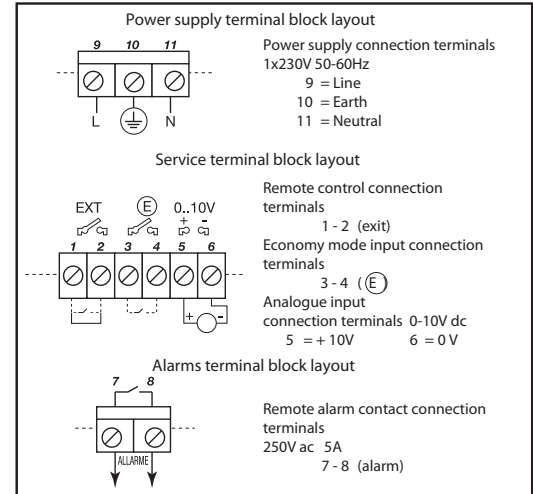 Power supply terminal block layout
9 10 11
L N
Power supply connection terminals
1x230V 50-60Hz
9 = Line
10 = Earth
11 = Neutral
Service terminal block layout
EXT E 0..10V
+ -
1 2 3 4 5 6
+ -
Remote control connection
terminals
1 - 2 (exit)
Economy mode input connection
terminals
3 - 4 ( E )
Analogue input
connection terminals 0-10V dc
5 = + 10V 6 = 0 V
Alarms terminal block layout
7 8
ALLARME
Remote alarm contact connection
terminals
250V ac 5A
7 - 8 (alarm)